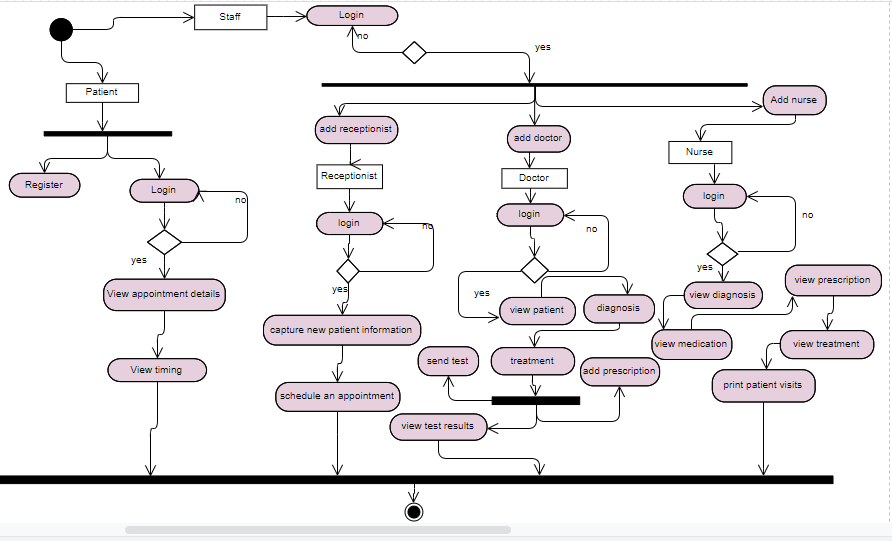 Staff
Login
no
yes
Patient
Add nurse
add receptionist
add doctor
Nurse
Register
Login
no
Receptionist
Doctor
login
no
login
no
login
no
yes
yes
yes
yes
View appointment details
capture new patient information
view patient
diagnosis
view diagnosis
view prescription
view medication
view treatment
View timing
send test
treatment
add prescription
print patient visits
schedule an appointment
view test results